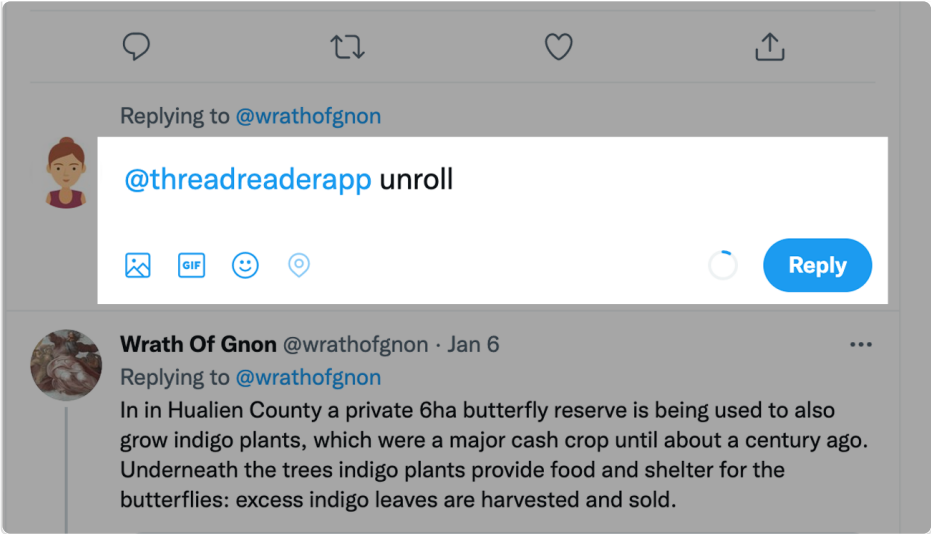 Replying to @wrathofgnon
@threadreaderapp unroll
GIF
Reply
Wrath Of Gnon @wrathofgnon · Jan 6
Replying to @wrathofgnon
In in Hualien County a private 6ha butterfly reserve is being used to also
grow indigo plants, which were a major cash crop until about a century ago.
Underneath the trees indigo plants provide food and shelter for the
butterflies: excess indigo leaves are harvested and sold.